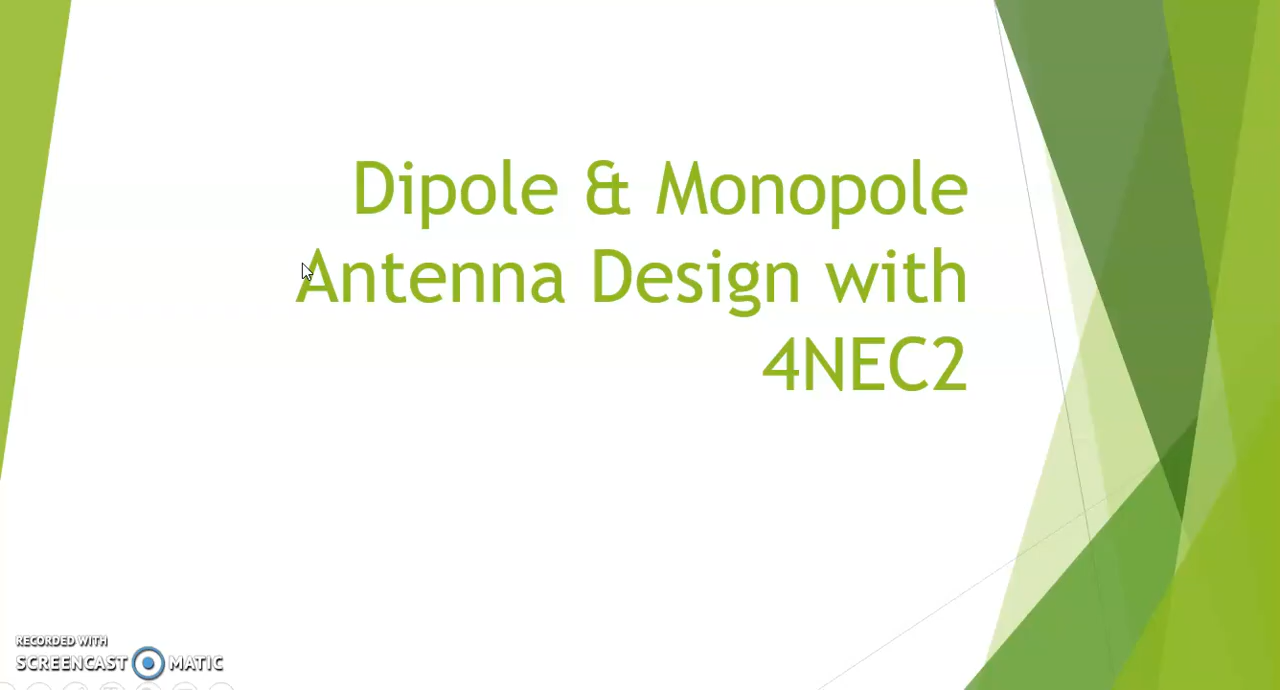 Dipole & Monopole
Antenna Design with
4NEC2
RECORDED WITH
SCREENCAST MATIC